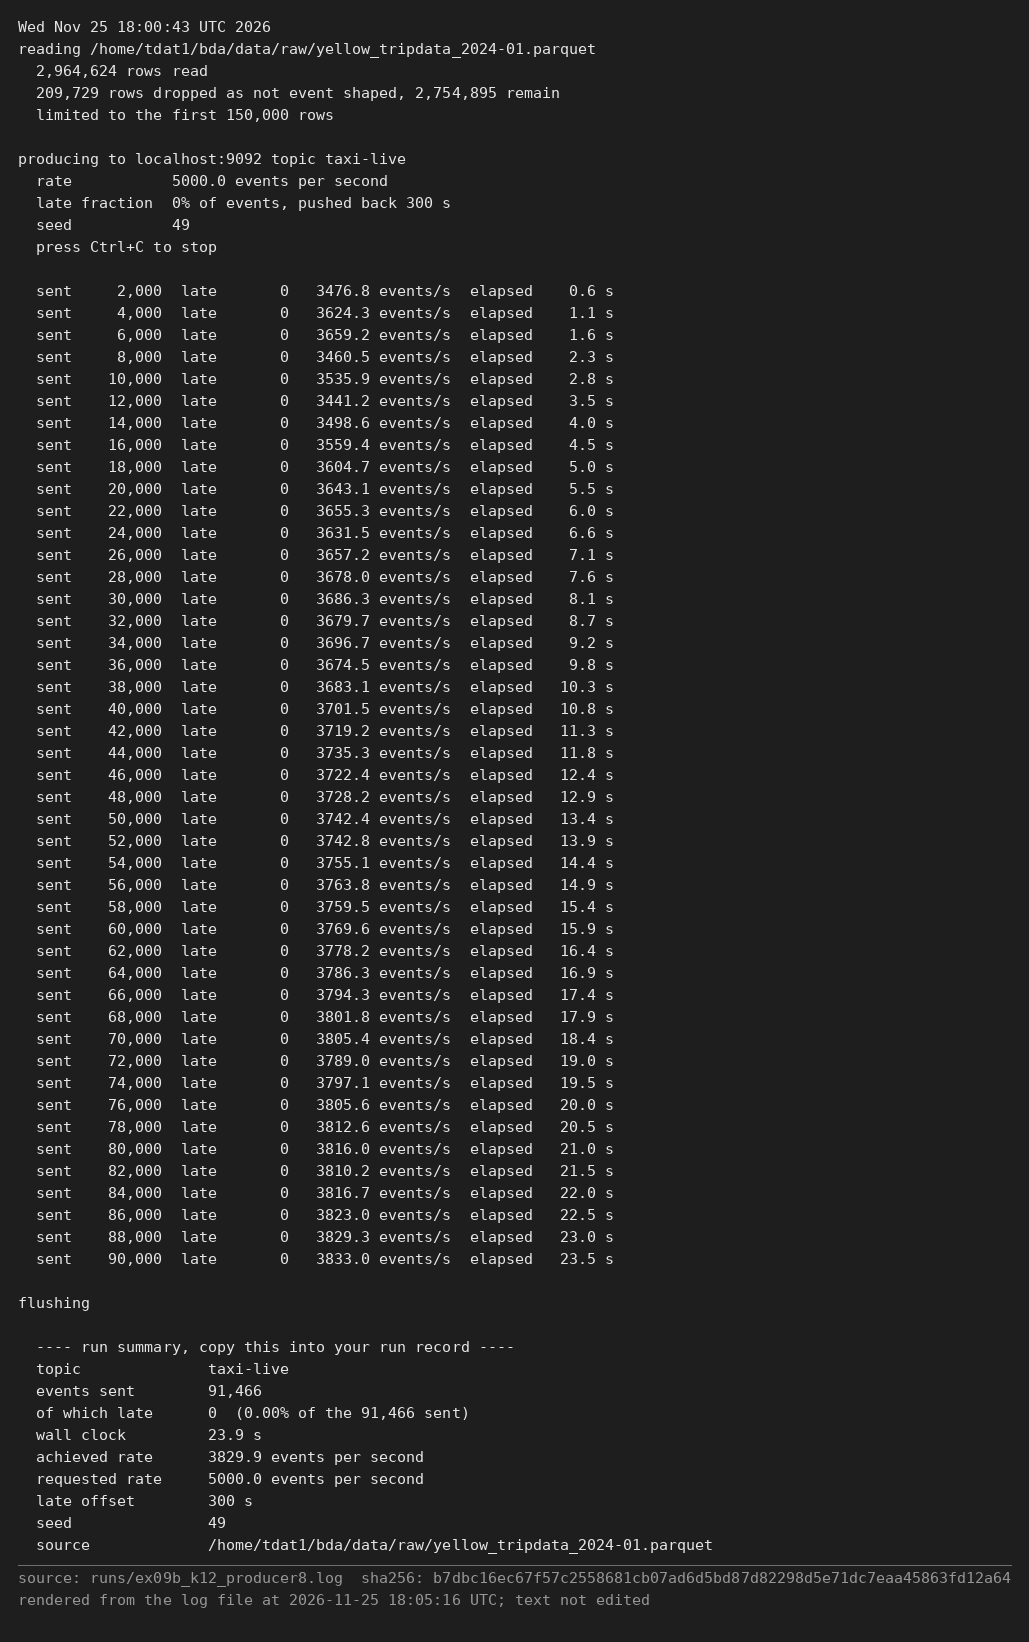 Wed Nov 25 18:00:43 UTC 2026
reading /home/tdat1/bda/data/raw/yellow_tripdata_2024-01.parquet
  2,964,624 rows read
  209,729 rows dropped as not event shaped, 2,754,895 remain
  limited to the first 150,000 rows

producing to localhost:9092 topic taxi-live
  rate           5000.0 events per second
  late fraction  0% of events, pushed back 300 s
  seed           49
  press Ctrl+C to stop

  sent     2,000  late       0   3476.8 events/s  elapsed    0.6 s
  sent     4,000  late       0   3624.3 events/s  elapsed    1.1 s
  sent     6,000  late       0   3659.2 events/s  elapsed    1.6 s
  sent     8,000  late       0   3460.5 events/s  elapsed    2.3 s
  sent    10,000  late       0   3535.9 events/s  elapsed    2.8 s
  sent    12,000  late       0   3441.2 events/s  elapsed    3.5 s
  sent    14,000  late       0   3498.6 events/s  elapsed    4.0 s
  sent    16,000  late       0   3559.4 events/s  elapsed    4.5 s
  sent    18,000  late       0   3604.7 events/s  elapsed    5.0 s
  sent    20,000  late       0   3643.1 events/s  elapsed    5.5 s
  sent    22,000  late       0   3655.3 events/s  elapsed    6.0 s
  sent    24,000  late       0   3631.5 events/s  elapsed    6.6 s
  sent    26,000  late       0   3657.2 events/s  elapsed    7.1 s
  sent    28,000  late       0   3678.0 events/s  elapsed    7.6 s
  sent    30,000  late       0   3686.3 events/s  elapsed    8.1 s
  sent    32,000  late       0   3679.7 events/s  elapsed    8.7 s
  sent    34,000  late       0   3696.7 events/s  elapsed    9.2 s
  sent    36,000  late       0   3674.5 events/s  elapsed    9.8 s
  sent    38,000  late       0   3683.1 events/s  elapsed   10.3 s
  sent    40,000  late       0   3701.5 events/s  elapsed   10.8 s
  sent    42,000  late       0   3719.2 events/s  elapsed   11.3 s
  sent    44,000  late       0   3735.3 events/s  elapsed   11.8 s
  sent    46,000  late       0   3722.4 events/s  elapsed   12.4 s
  sent    48,000  late       0   3728.2 events/s  elapsed   12.9 s
  sent    50,000  late       0   3742.4 events/s  elapsed   13.4 s
  sent    52,000  late       0   3742.8 events/s  elapsed   13.9 s
  sent    54,000  late       0   3755.1 events/s  elapsed   14.4 s
  sent    56,000  late       0   3763.8 events/s  elapsed   14.9 s
  sent    58,000  late       0   3759.5 events/s  elapsed   15.4 s
  sent    60,000  late       0   3769.6 events/s  elapsed   15.9 s
  sent    62,000  late       0   3778.2 events/s  elapsed   16.4 s
  sent    64,000  late       0   3786.3 events/s  elapsed   16.9 s
  sent    66,000  late       0   3794.3 events/s  elapsed   17.4 s
  sent    68,000  late       0   3801.8 events/s  elapsed   17.9 s
  sent    70,000  late       0   3805.4 events/s  elapsed   18.4 s
  sent    72,000  late       0   3789.0 events/s  elapsed   19.0 s
  sent    74,000  late       0   3797.1 events/s  elapsed   19.5 s
  sent    76,000  late       0   3805.6 events/s  elapsed   20.0 s
  sent    78,000  late       0   3812.6 events/s  elapsed   20.5 s
  sent    80,000  late       0   3816.0 events/s  elapsed   21.0 s
  sent    82,000  late       0   3810.2 events/s  elapsed   21.5 s
  sent    84,000  late       0   3816.7 events/s  elapsed   22.0 s
  sent    86,000  late       0   3823.0 events/s  elapsed   22.5 s
  sent    88,000  late       0   3829.3 events/s  elapsed   23.0 s
  sent    90,000  late       0   3833.0 events/s  elapsed   23.5 s

flushing

  ---- run summary, copy this into your run record ----
  topic              taxi-live
  events sent        91,466
  of which late      0  (0.00% of the 91,466 sent)
  wall clock         23.9 s
  achieved rate      3829.9 events per second
  requested rate     5000.0 events per second
  late offset        300 s
  seed               49
  source             /home/tdat1/bda/data/raw/yellow_tripdata_2024-01.parquet
source: runs/ex09b_k12_producer8.log  sha256: b7dbc16ec67f57c2558681cb07ad6d5bd87d82298d5e71dc7eaa45863fd12a64
rendered from the log file at 2026-11-25 18:05:16 UTC; text not edited